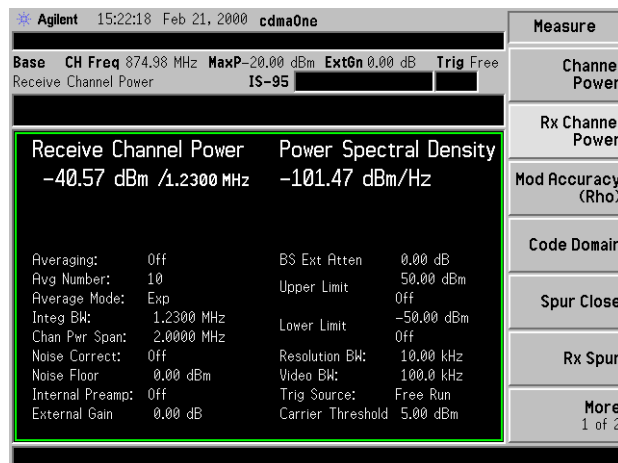 Agilent 15:22:18 Feb 21, 2000 cdmaOne
Measure
Base CH Freq 874.98 MHz MaxP-20.00 dBm ExtGn 0.00 dB Trig Free
Receive Channel Power IS-95
Channel Power
Rx Channel Power
Mod Accuracy (Rho)
Code Domain
Spur Close
Rx Spur
More
1 of 2
Receive Channel Power Power Spectral Density
-40.57 dBm /1.2300 MHz -101.47 dBm/Hz
Averaging: Off BS Ext Atten 0.00 dB
Avg Number: 10 Upper Limit 50.00 dBm
Average Mode: Exp Off
Integ BW: 1.2300 MHz Lower Limit -50.00 dBm
Chan Pwr Span: 2.0000 MHz Off
Noise Correct: Off Resolution BW: 10.00 kHz
Noise Floor 0.00 dBm Video BW: 100.0 kHz
Internal Preamp: Off Trig Source: Free Run
External Gain 0.00 dB Carrier Threshold 5.00 dBm